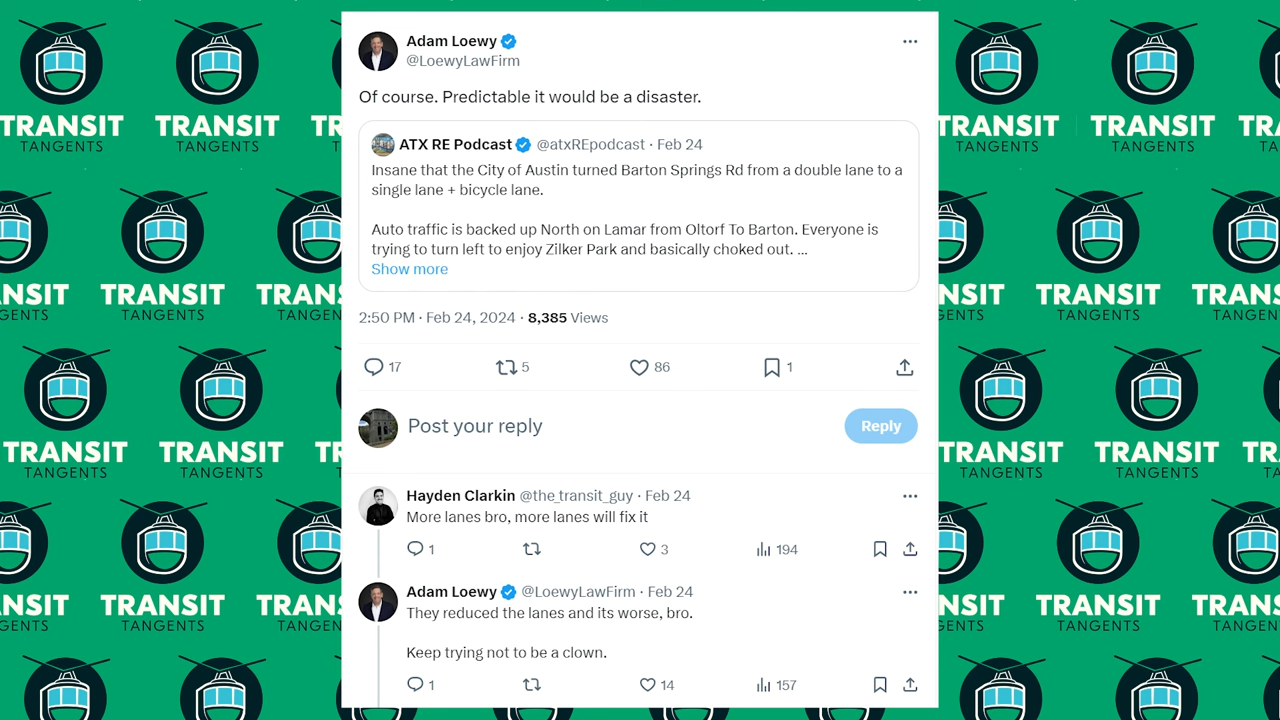 Adam Loewy
@LoewyLawFirm
Of course. Predictable it would be a disaster.
ATX RE Podcast @atxREpodcast · Feb 24
Insane that the City of Austin turned Barton Springs Rd from a double lane to a
single lane + bicycle lane.
Auto traffic is backed up North on Lamar from Oltorf To Barton. Everyone is
trying to turn left to enjoy Zilker Park and basically choked out. ...
Show more
2:50 PM · Feb 24, 2024 · 8,385 Views
17 5 86 1
Post your reply
Reply
Hayden Clarkin @the_transit_guy · Feb 24
More lanes bro, more lanes will fix it
1 3 194
Adam Loewy @LoewyLawFirm · Feb 24
They reduced the lanes and its worse, bro.
Keep trying not to be a clown.
1 14 157
TRANSIT
TANGENTS